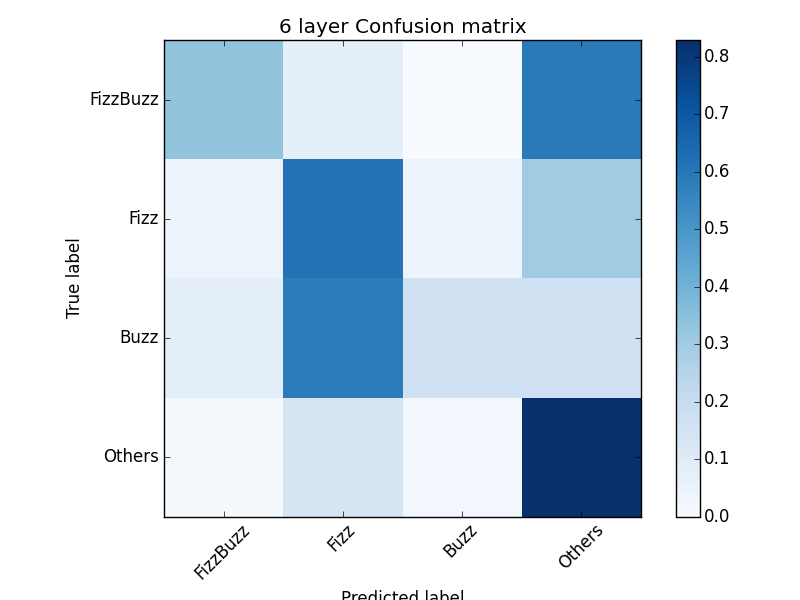 6 layer Confusion matrix
True label
FizzBuzz
Fizz
Buzz
Others
FizzBuzz
Fizz
Buzz
Others
Predicted label
0.8
0.7
0.6
0.5
0.4
0.3
0.2
0.1
0.0